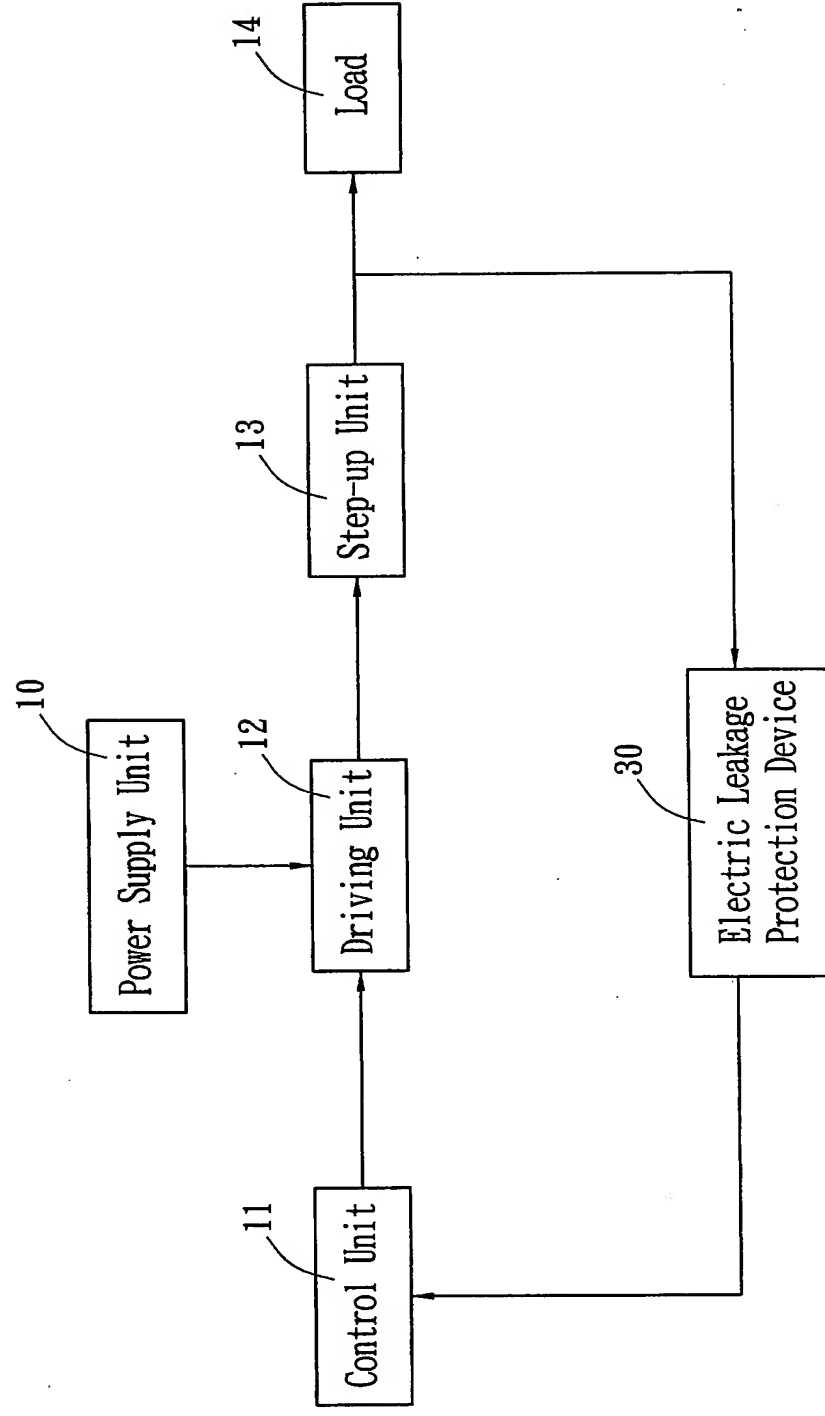 10
Power Supply Unit
11
Control Unit
12
Driving Unit
13
Step-up Unit
14
Load
30
Electric Leakage
Protection Device